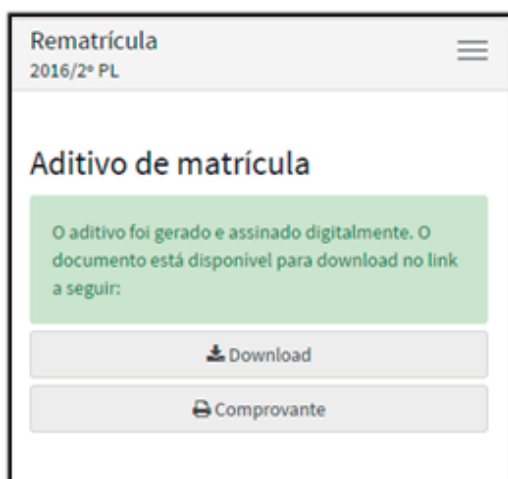 Rematrícula
2016/2º PL
Aditivo de matrícula
O aditivo foi gerado e assinado digitalmente. O
documento está disponível para download no link
a seguir:
Download
Comprovante